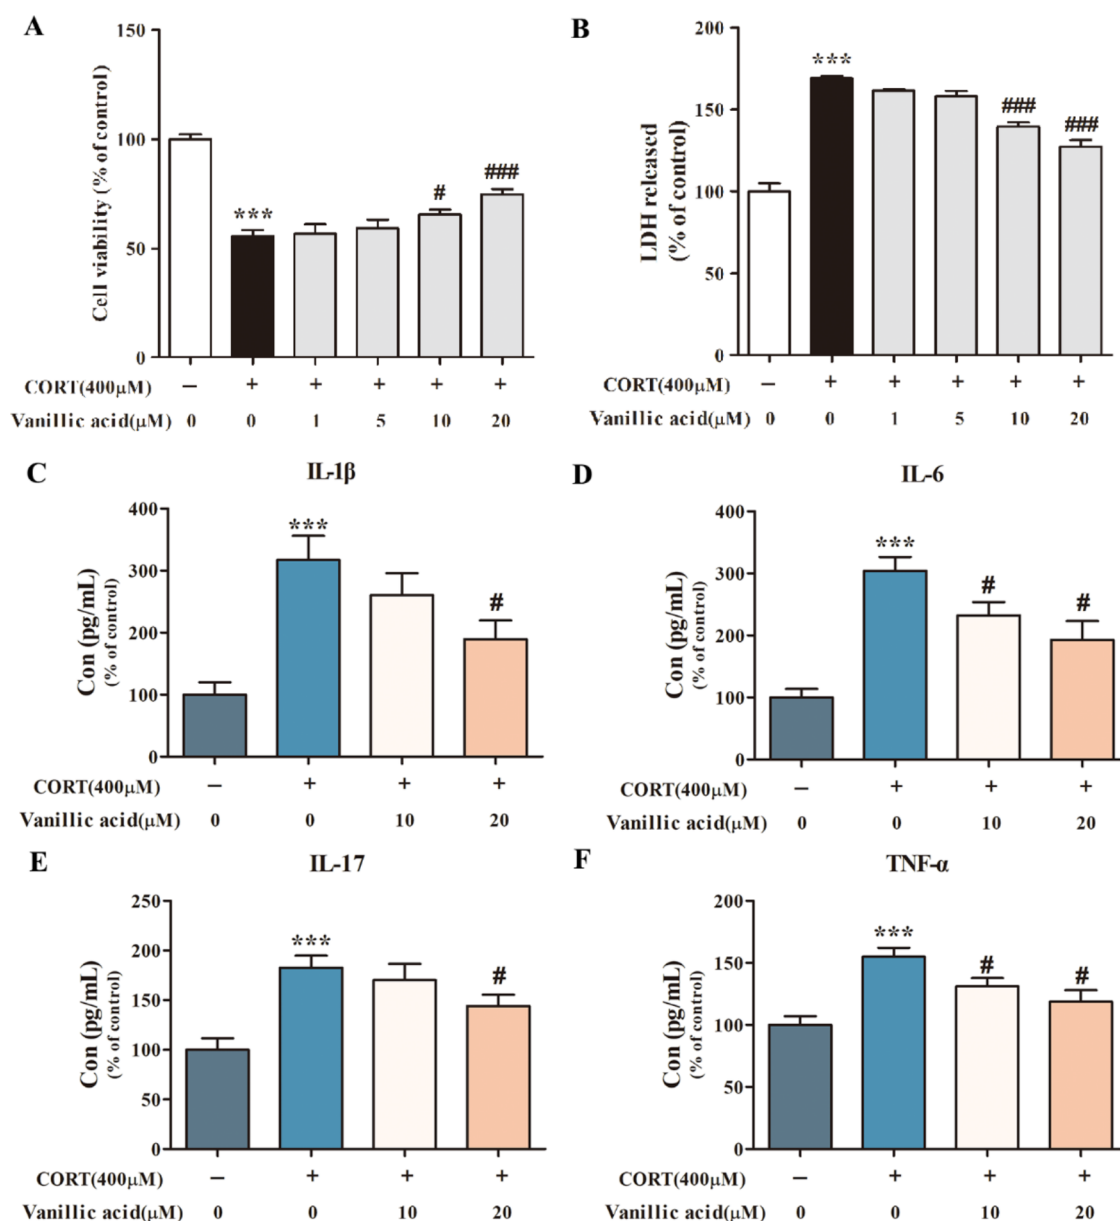 A
150
100
50
0
Cell viability (% of control)
***
#
###
CORT(400μM) – + + + + +
Vanillic acid(μM) 0 0 1 5 10 20
B
200
150
100
50
0
LDH released
(% of control)
***
###
###
CORT(400μM) – + + + + +
Vanillic acid(μM) 0 0 1 5 10 20
C
IL-1β
400
300
200
100
0
Con (pg/mL)
(% of control)
***
#
CORT(400μM) – + + +
Vanillic acid(μM) 0 0 10 20
D
IL-6
400
300
200
100
0
Con (pg/mL)
(% of control)
***
#
#
CORT(400μM) – + + +
Vanillic acid(μM) 0 0 10 20
E
IL-17
250
200
150
100
50
0
Con (pg/mL)
(% of control)
***
#
CORT(400μM) – + + +
Vanillic acid(μM) 0 0 10 20
F
TNF-α
200
150
100
50
0
Con (pg/mL)
(% of control)
***
#
#
CORT(400μM) – + + +
Vanillic acid(μM) 0 0 10 20